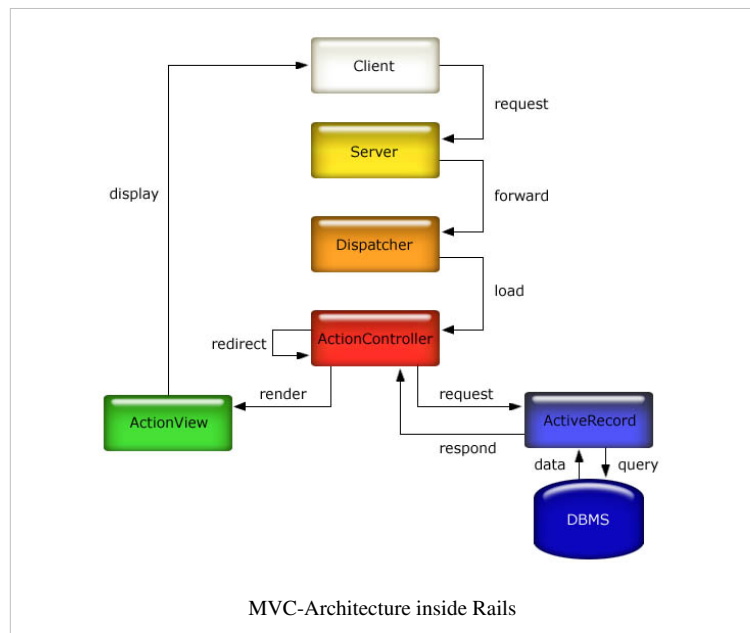 Client
request
Server
display
forward
Dispatcher
load
redirect
ActionController
render
request
ActionView
ActiveRecord
respond
data
query
DBMS
MVC-Architecture inside Rails